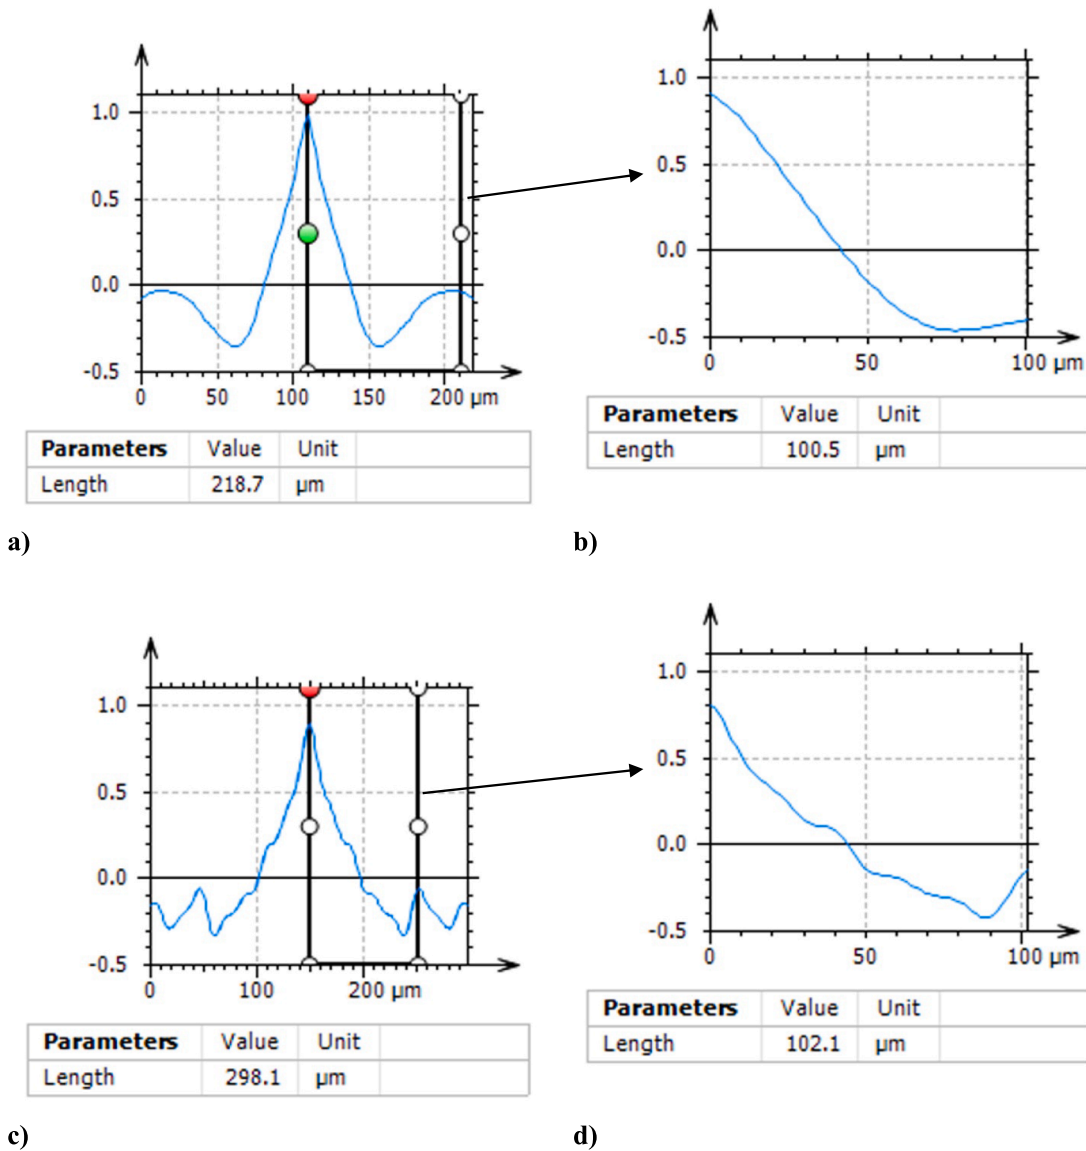 1.0
0.5
0.0
-0.5
0 50 100 150 200 µm
Parameters Value Unit
Length 218.7 µm
a)
1.0
0.5
0.0
-0.5
0 50 100 µm
Parameters Value Unit
Length 100.5 µm
b)
1.0
0.5
0.0
-0.5
0 100 200 µm
Parameters Value Unit
Length 298.1 µm
c)
1.0
0.5
0.0
-0.5
0 50 100 µm
Parameters Value Unit
Length 102.1 µm
d)